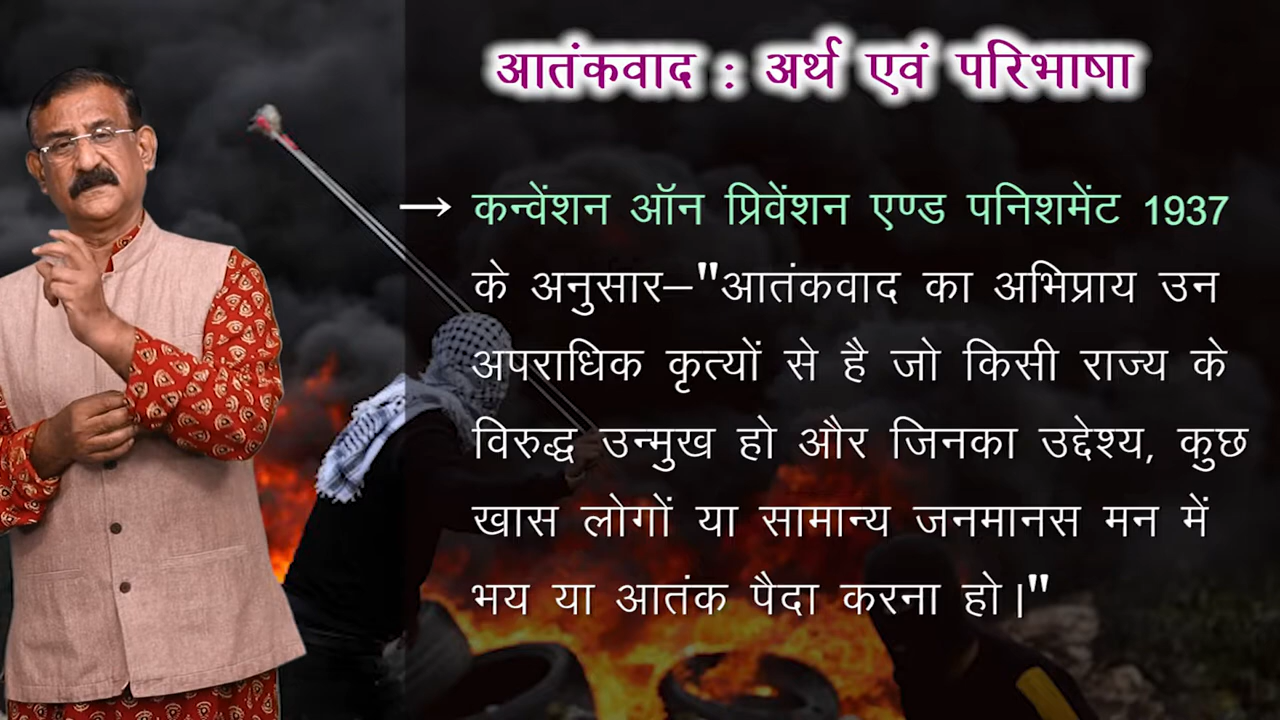 आतंकवाद : अर्थ एवं परिभाषा
→ कन्वेंशन ऑन प्रिवेंशन एण्ड पनिशमेंट 1937
के अनुसार–"आतंकवाद का अभिप्राय उन
अपराधिक कृत्यों से है जो किसी राज्य के
विरुद्ध उन्मुख हो और जिनका उद्देश्य, कुछ
खास लोगों या सामान्य जनमानस मन में
भय या आतंक पैदा करना हो।"